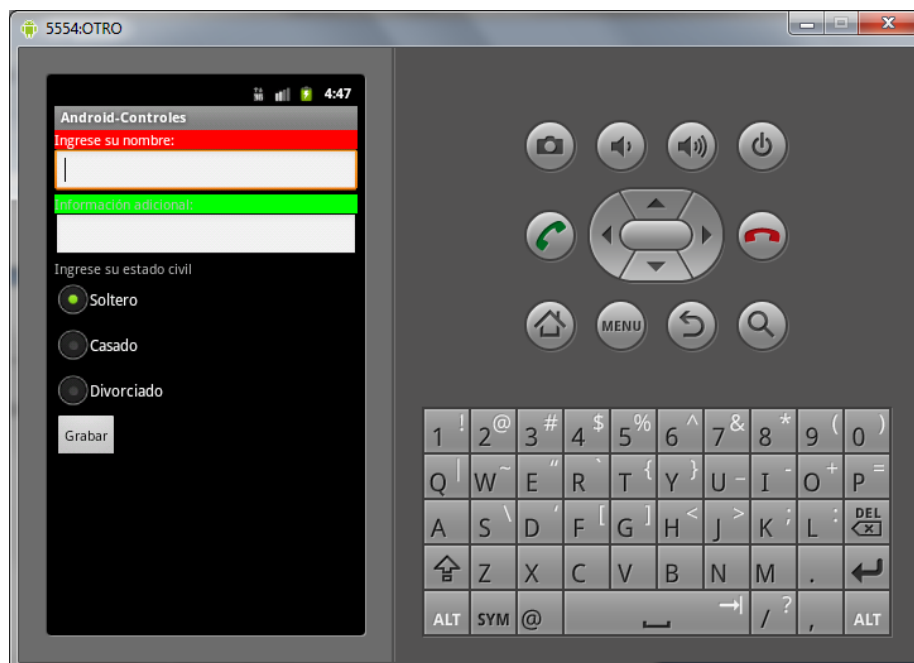 5554:OTRO
4:47
Android-Controles
Ingrese su nombre:
Información adicional:
Ingrese su estado civil
Soltero
Casado
Divorciado
Grabar
MENU
1 ! 2 @ 3 # 4 $ 5 % 6 ^ 7 & 8 * 9 ( 0 )
Q | W ~ E " R ` T { Y } U _ I - O + P =
A S \ D ' F [ G ] H < J > K ; L : DEL
Z X C V B N M .
ALT SYM @ / ? , ALT